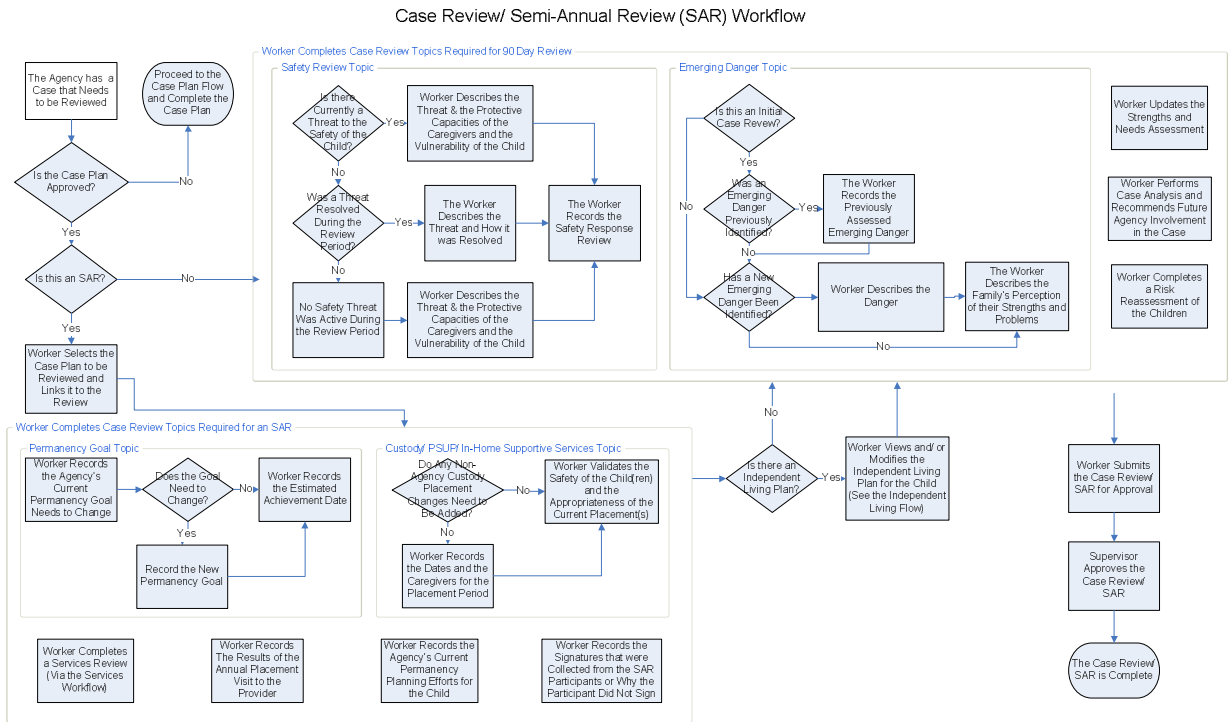 Case Review/ Semi-Annual Review (SAR) Workflow
The Agency has a
Case that Needs
to be Reviewed
Proceed to the
Case Plan Flow
and Complete the
Case Plan
Is the Case Plan
Approved?
No
Yes
Is this an SAR?
No
Yes
Worker Selects the
Case Plan to be
Reviewed and
Links it to the
Review
Worker Completes Case Review Topics Required for 90 Day Review
Safety Review Topic
Is there
Currently a
Threat to the
Safety of the
Child?
Yes
Worker Describes the
Threat & the Protective
Capacities of the
Caregivers and the
Vulnerability of the Child
No
Was a Threat
Resolved
During the
Review
Period?
Yes
The Worker
Describes the
Threat and How it
was Resolved
The Worker
Records the
Safety Response
Review
No
No Safety Threat
Was Active During
the Review Period
Worker Describes the
Threat & the Protective
Capacities of the
Caregivers and the
Vulnerability of the Child
Emerging Danger Topic
Is this an Initial
Case Revew?
Yes
No
Was an
Emerging
Danger
Previously
Identified?
Yes
The Worker
Records the
Previously
Assessed
Emerging Danger
No
Has a New
Emerging
Danger Been
Identified?
Worker Describes the
Danger
The Worker
Describes the
Family's Perception
of their Strengths and
Problems
No
Worker Updates the
Strengths and
Needs Assessment
Worker Performs
Case Analysis and
Recommends Future
Agency Involvement
in the Case
Worker Completes
a Risk
Reassessment of
the Children
Worker Completes Case Review Topics Required for an SAR
Permanency Goal Topic
Worker Records
the Agency's
Current
Permanency Goal
Needs to Change
Does the Goal
Need to
Change?
No
Worker Records
the Estimated
Achievement Date
Yes
Record the New
Permanency Goal
Custody/ PSUP/ In-Home Supportive Services Topic
Do Any Non-
Agency Custody
Placement
Changes Need to
Be Added?
No
Worker Validates the
Safety of the Child(ren)
and the
Appropriateness of the
Current Placement(s)
No
Worker Records
the Dates and the
Caregivers for the
Placement Period
Worker Completes
a Services Review
(Via the Services
Workflow)
Worker Records
The Results of the
Annual Placement
Visit to the
Provider
Worker Records the
Agency's Current
Permanency
Planning Efforts for
the Child
Worker Records the
Signatures that were
Collected from the SAR
Participants or Why the
Participant Did Not Sign
No
Is there an
Independent
Living Plan?
Yes
Worker Views and/ or
Modifies the
Independent Living
Plan for the Child
(See the Independent
Living Flow)
Worker Submits
the Case Review/
SAR for Approval
Supervisor
Approves the
Case Review/
SAR
The Case Review/
SAR is Complete